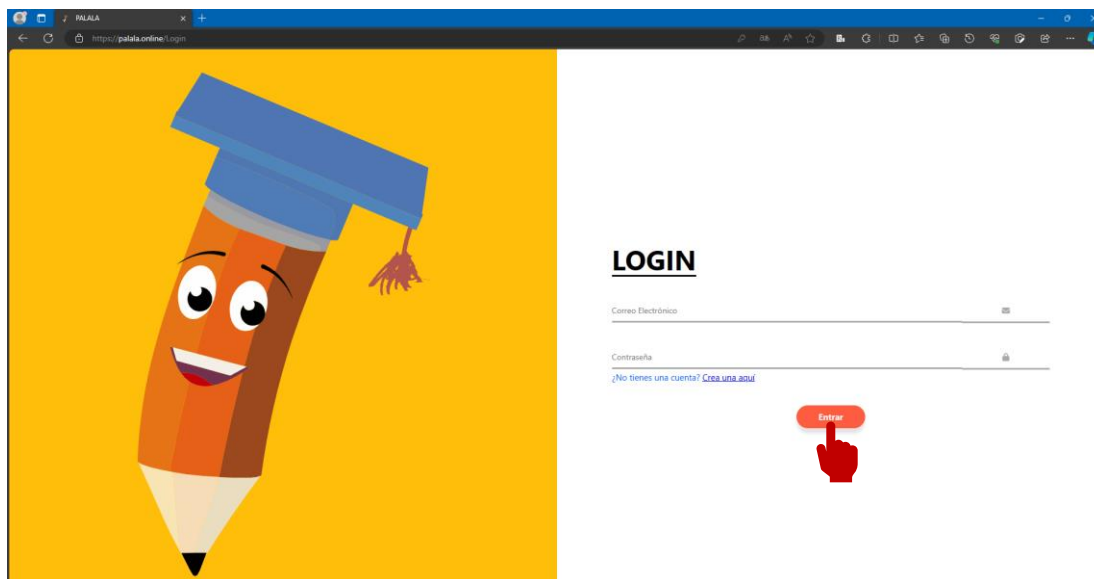 PALALA
https://palala.online/Login
LOGIN
Correo Electrónico
Contraseña
¿No tienes una cuenta? Crea una aquí
Entrar